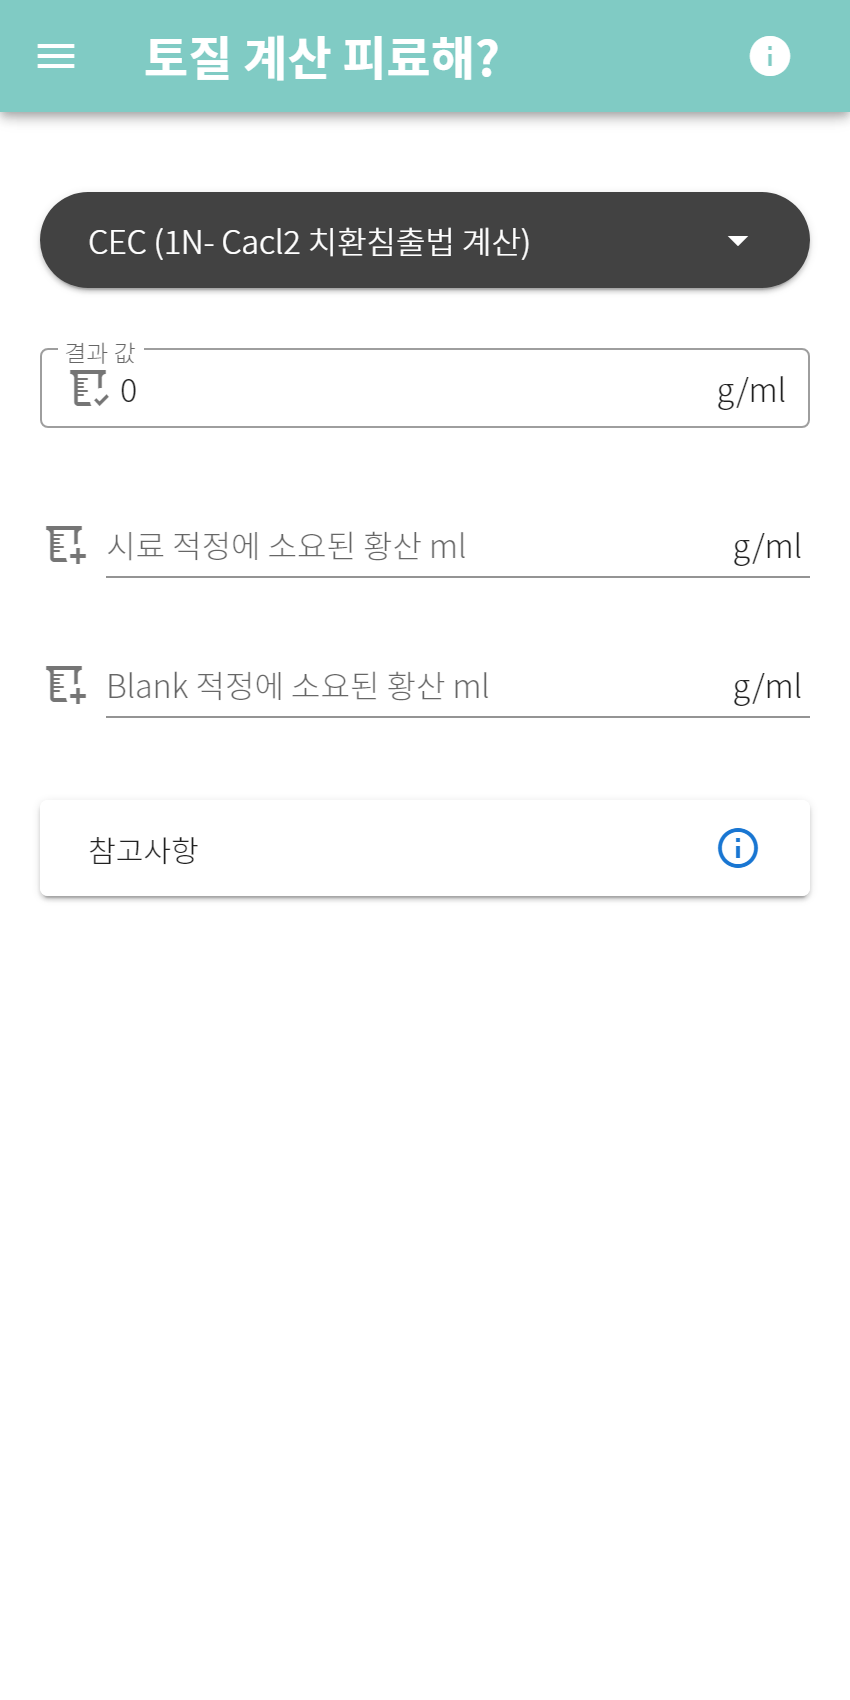 토질 계산 피료해?
CEC (1N- Cacl2 치환침출법 계산)
결과 값
0 g/ml
시료 적정에 소요된 황산 ml g/ml
Blank 적정에 소요된 황산 ml g/ml
참고사항